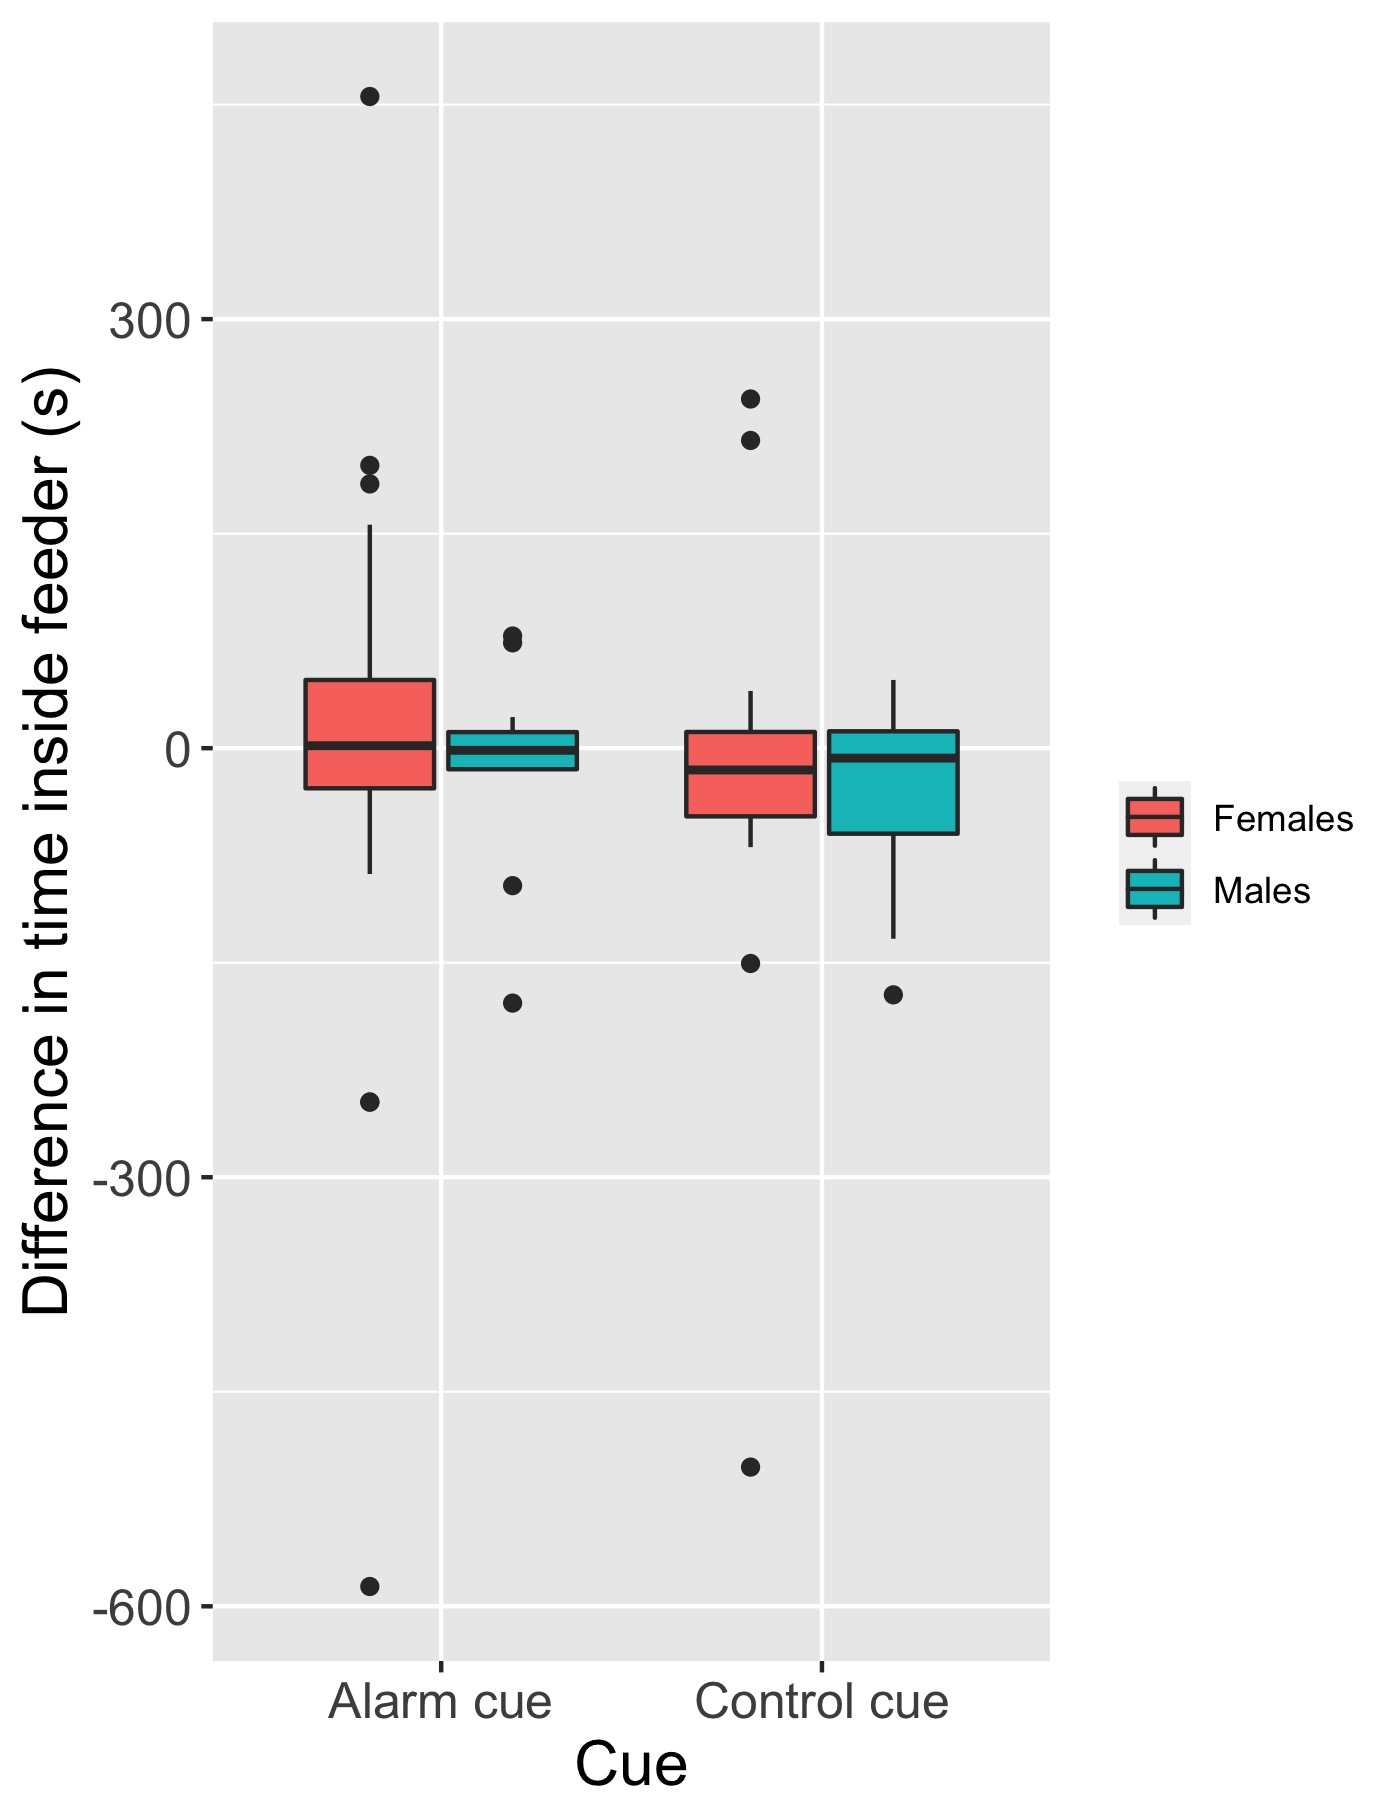 Difference in time inside feeder (s)
300
0
-300
-600
Alarm cue
Control cue
Cue
Females
Males